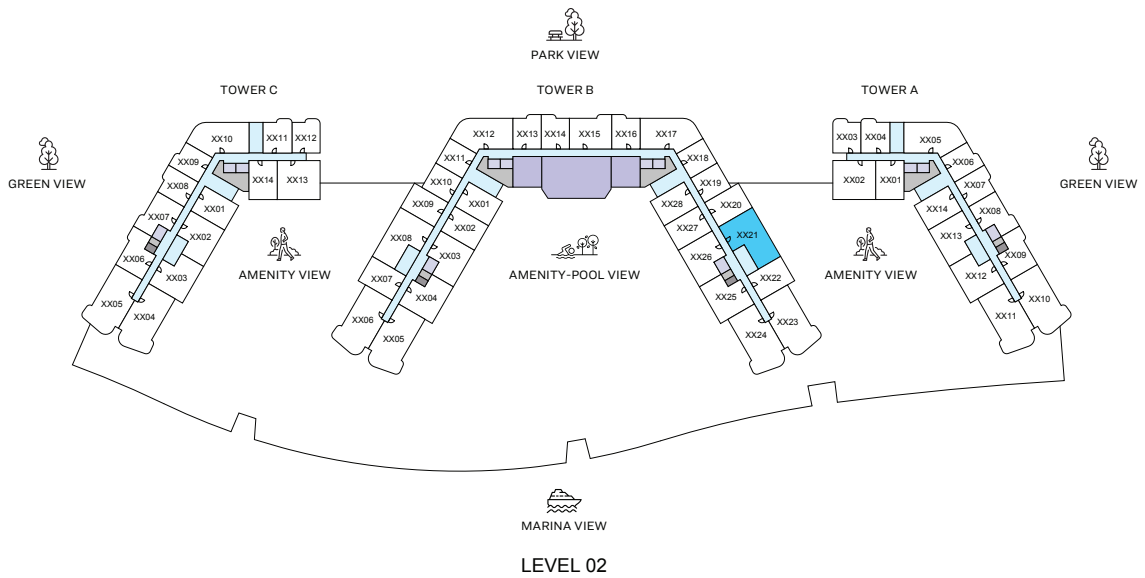 PARK VIEW
TOWER C
TOWER B
TOWER A
GREEN VIEW
GREEN VIEW
XX10
XX11
XX12
XX09
XX08
XX07
XX06
XX05
XX04
XX03
XX02
XX01
XX14
XX13
AMENITY VIEW
XX12
XX13
XX14
XX15
XX16
XX17
XX11
XX10
XX09
XX08
XX07
XX06
XX05
XX04
XX03
XX02
XX01
AMENITY-POOL VIEW
XX18
XX19
XX20
XX21
XX22
XX23
XX24
XX25
XX26
XX27
XX28
AMENITY VIEW
XX03
XX04
XX05
XX02
XX01
XX06
XX07
XX08
XX09
XX10
XX11
XX12
XX13
XX14
MARINA VIEW
LEVEL 02